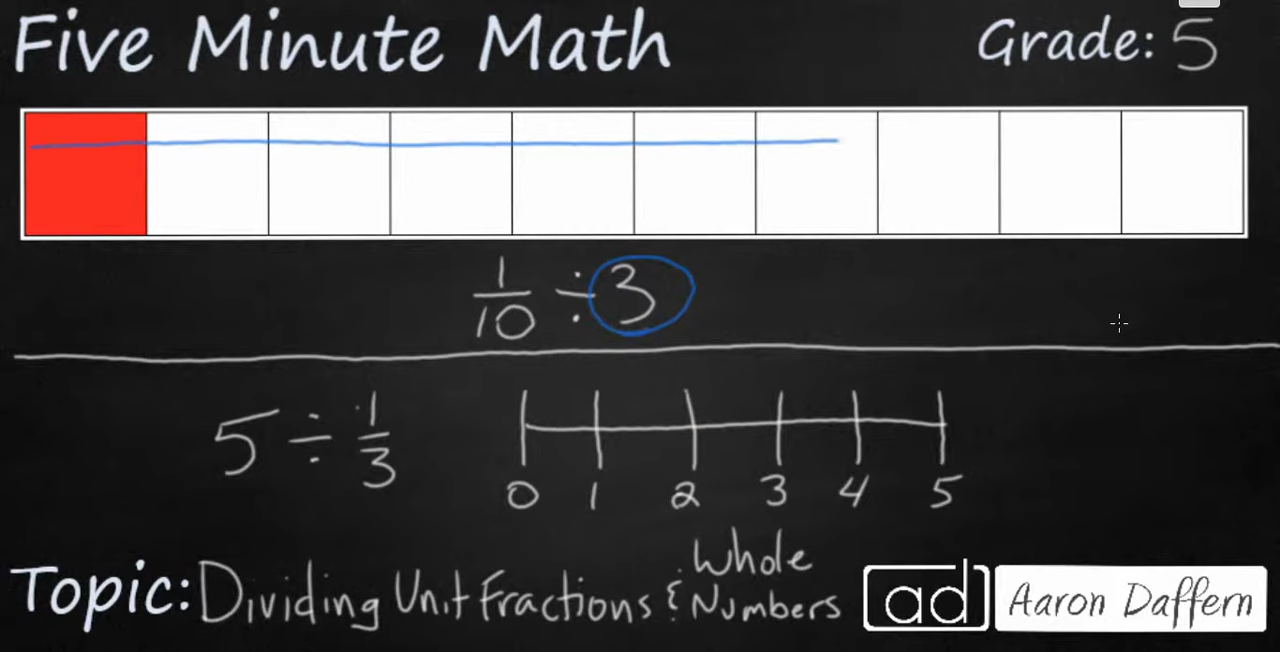 Five Minute Math Grade: 5
1/10 ÷ 3
5 ÷ 1/3
0 1 2 3 4 5
Topic: Dividing Unit Fractions & Whole Numbers
ad Aaron Daffern